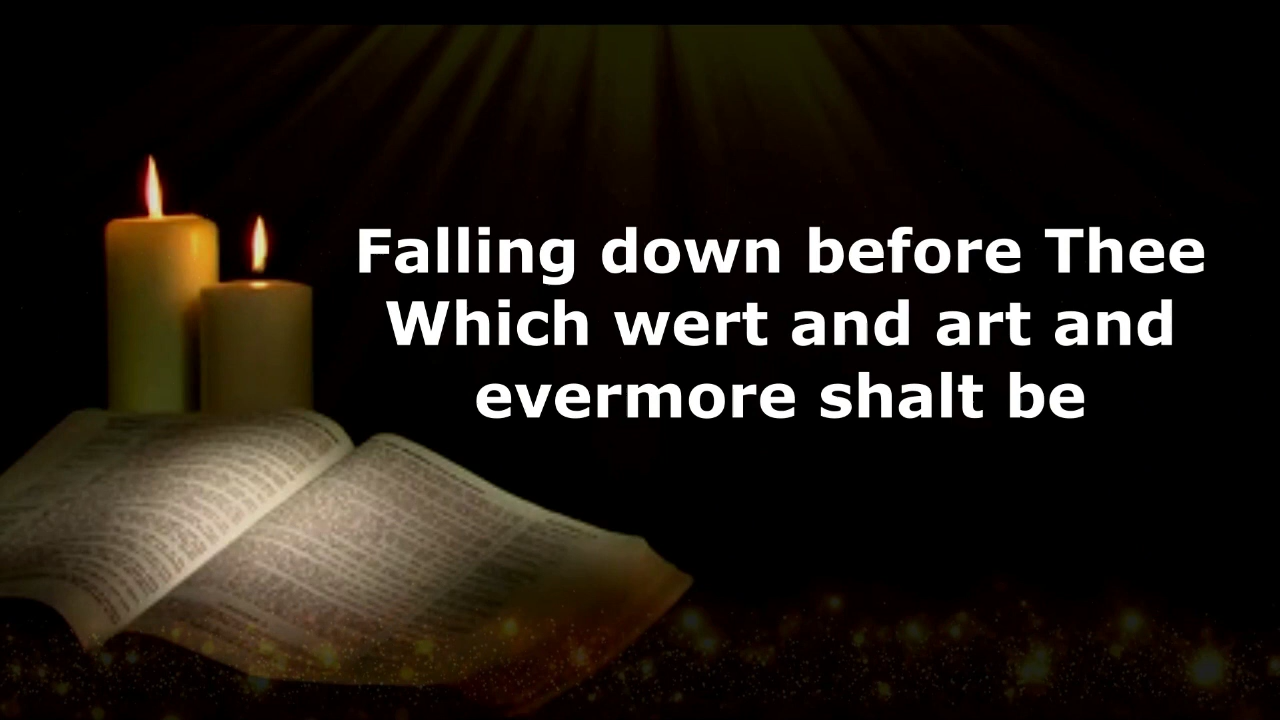 Falling down before Thee
Which wert and art and
evermore shalt be